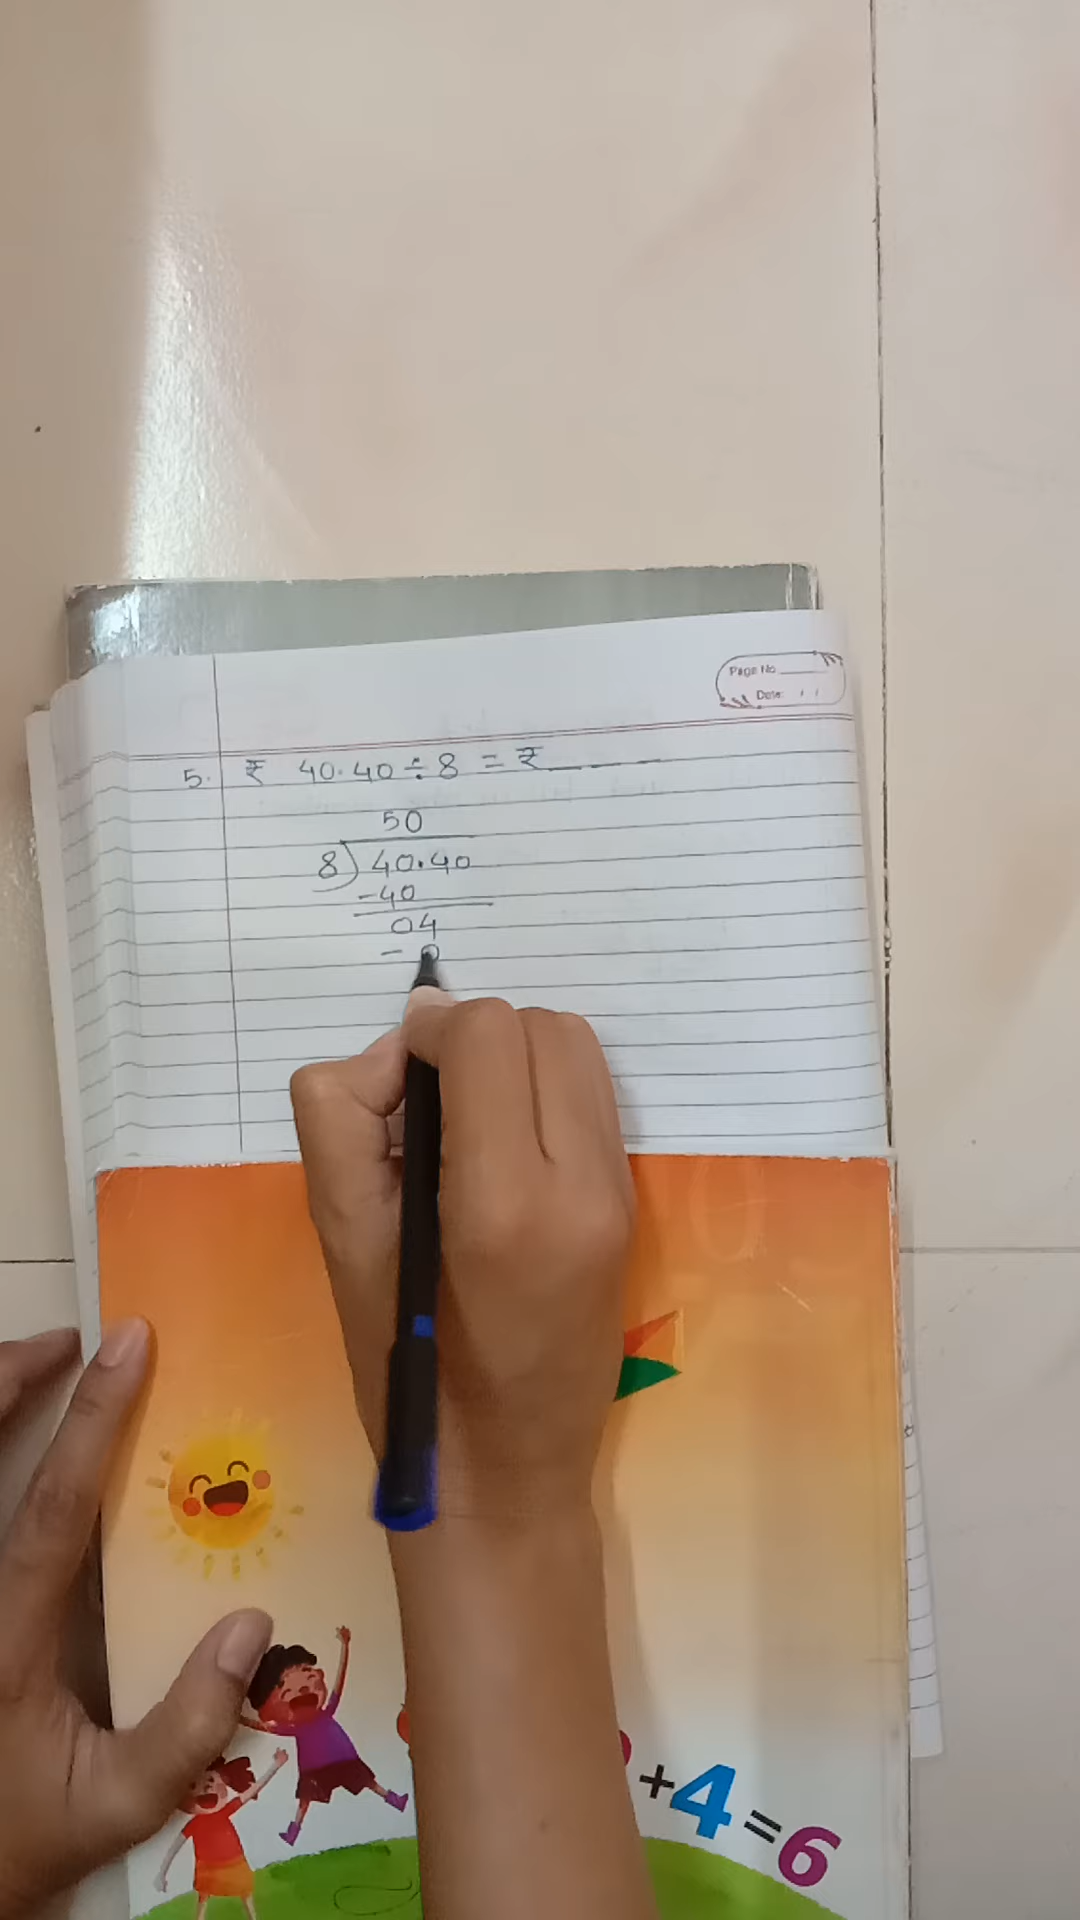 Page No
Date: / /
5. ₹ 40.40 ÷ 8 = ₹ _ _ _ _
50
8) 40.40
-40
04
- 0
+4=6